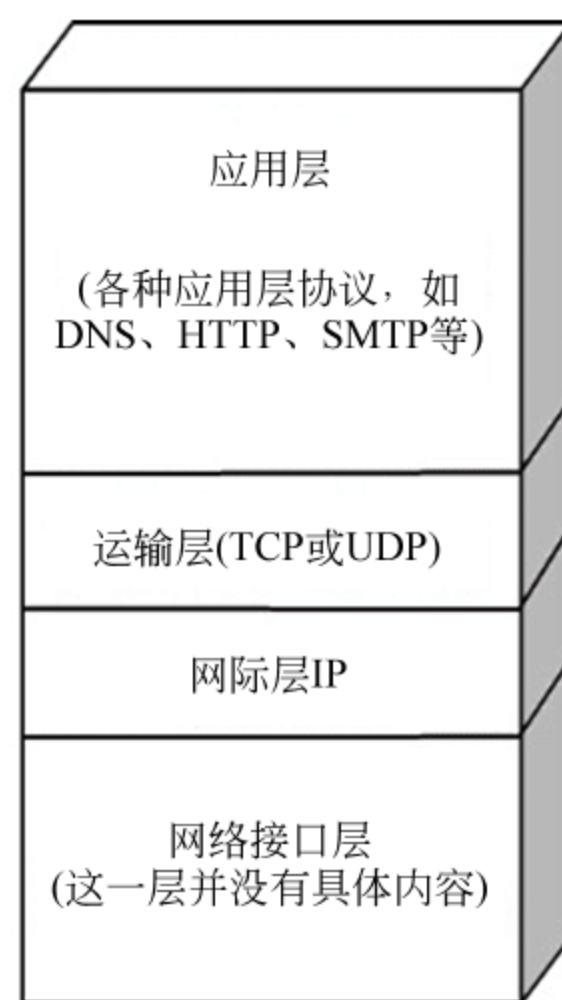 应用层
(各种应用层协议，如
DNS、HTTP、SMTP等)
运输层(TCP或UDP)
网际层IP
网络接口层
(这一层并没有具体内容)